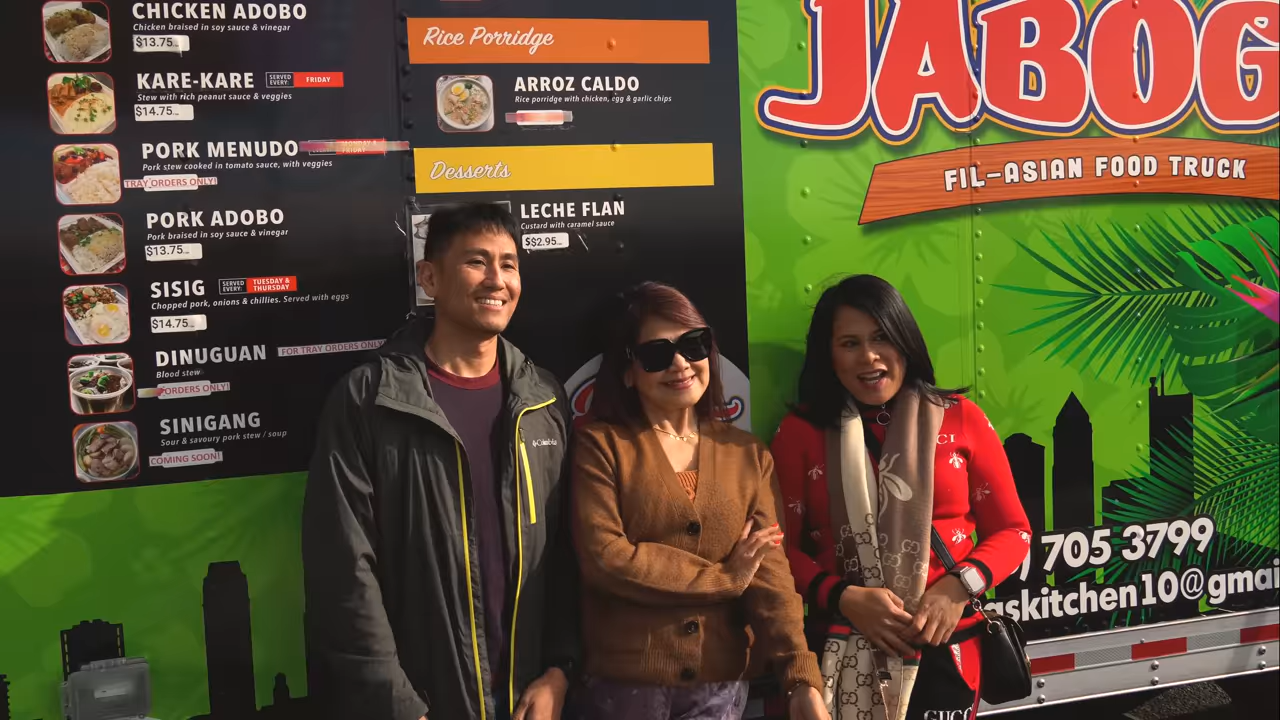 CHICKEN ADOBO
Chicken braised in soy sauce & vinegar
$13.75
KARE-KARE
SERVED EVERY:
FRIDAY
Stew with rich peanut sauce & veggies
$14.75
PORK MENUDO
FRIDAY
Pork stew cooked in tomato sauce, with veggies
TRAY ORDERS ONLY!
PORK ADOBO
Pork braised in soy sauce & vinegar
$13.75
SISIG
SERVED EVERY:
TUESDAY &
THURSDAY
Chopped pork, onions & chillies. Served with eggs
$14.75
DINUGUAN
FOR TRAY ORDERS ONLY!
Blood stew
ORDERS ONLY!
SINIGANG
Sour & savoury pork stew / soup
COMING SOON!
Rice Porridge
ARROZ CALDO
Rice porridge with chicken, egg & garlic chips
Desserts
LECHE FLAN
Custard with caramel sauce
$$2.95
JABOG
FIL-ASIAN FOOD TRUCK
) 705 3799
askitchen10@gmai
Columbia
CI
GUCCI